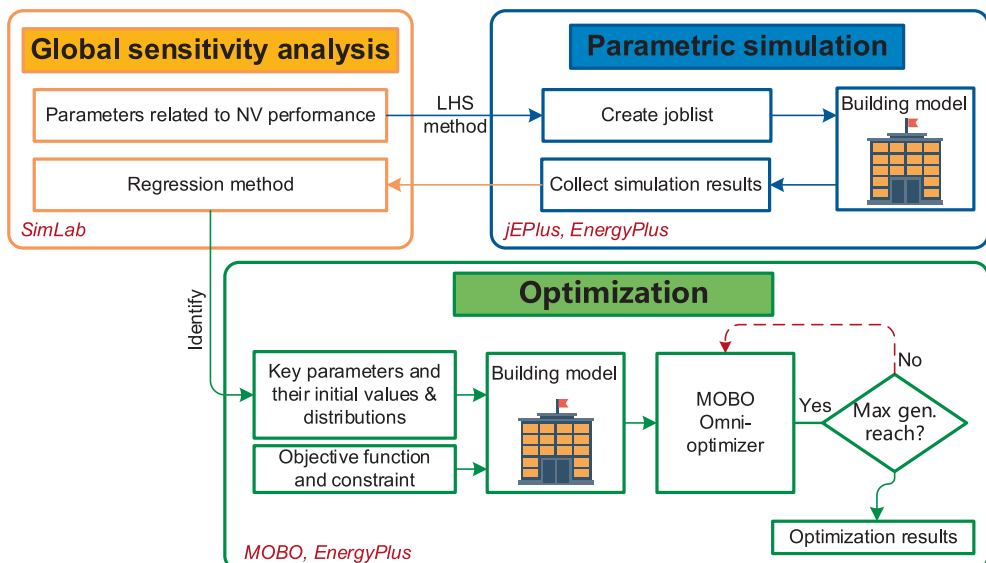 Global sensitivity analysis
Parameters related to NV performance
Regression method
SimLab
LHS
method
Parametric simulation
Create joblist
Building model
Collect simulation results
jEPlus, EnergyPlus
Identify
Optimization
Key parameters and
their initial values &
distributions
Objective function
and constraint
Building model
MOBO
Omni-
optimizer
Yes
No
Max gen.
reach?
Optimization results
MOBO, EnergyPlus